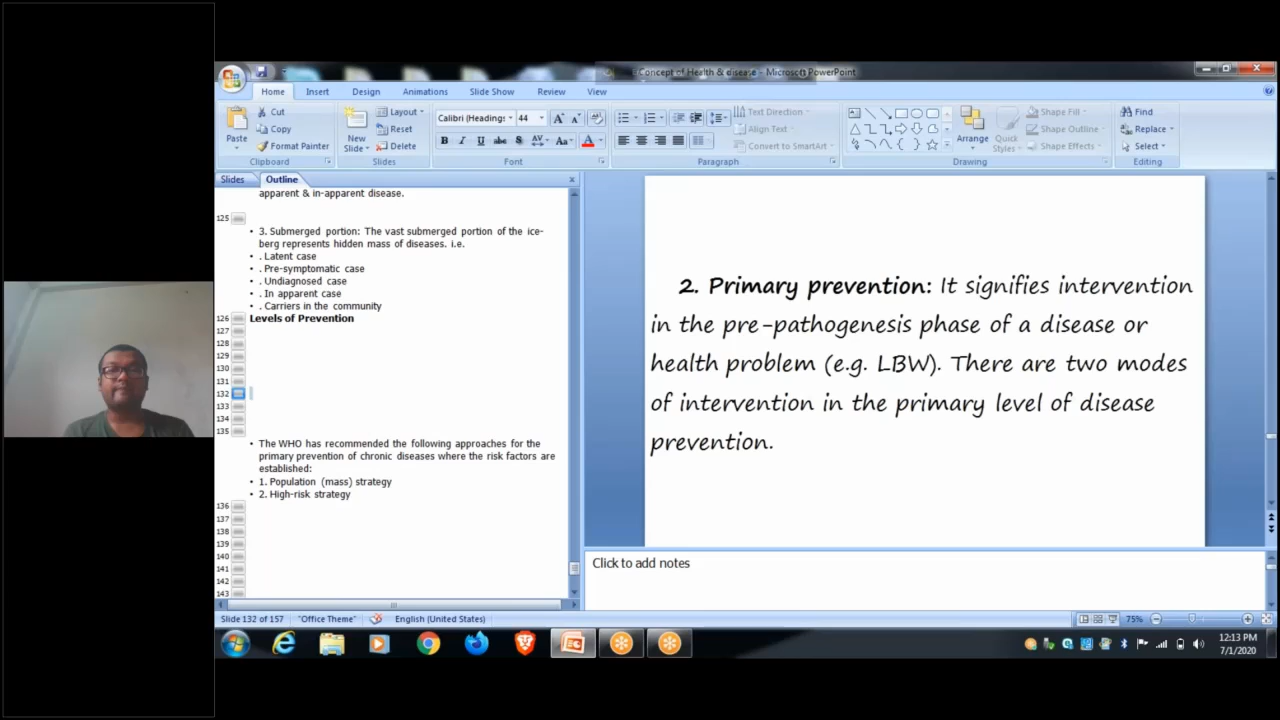 Concept of Health & disease - Microsoft PowerPoint
Home Insert Design Animations Slide Show Review View
Paste
Cut
Copy
Format Painter
Clipboard
New Slide
Layout
Reset
Delete
Slides
Calibri (Headings 44
B I U abe S AV Aa A
Font
Text Direction
Align Text
Convert to SmartArt
Paragraph
Arrange
Quick Styles
Shape Fill
Shape Outline
Shape Effects
Drawing
Find
Replace
Select
Editing
Slides Outline
apparent & in-apparent disease.
125
• 3. Submerged portion: The vast submerged portion of the ice-
berg represents hidden mass of diseases. i.e.
• . Latent case
• . Pre-symptomatic case
• . Undiagnosed case
• . In apparent case
• . Carriers in the community
126 Levels of Prevention
127
128
129
130
131
132
133
134
135
• The WHO has recommended the following approaches for the
primary prevention of chronic diseases where the risk factors are
established:
• 1. Population (mass) strategy
• 2. High-risk strategy
136
137
138
139
140
141
142
143
2. Primary prevention: It signifies intervention
in the pre-pathogenesis phase of a disease or
health problem (e.g. LBW). There are two modes
of intervention in the primary level of disease
prevention.
Click to add notes
Slide 132 of 157 "Office Theme" English (United States) 75%
12:13 PM
7/1/2020